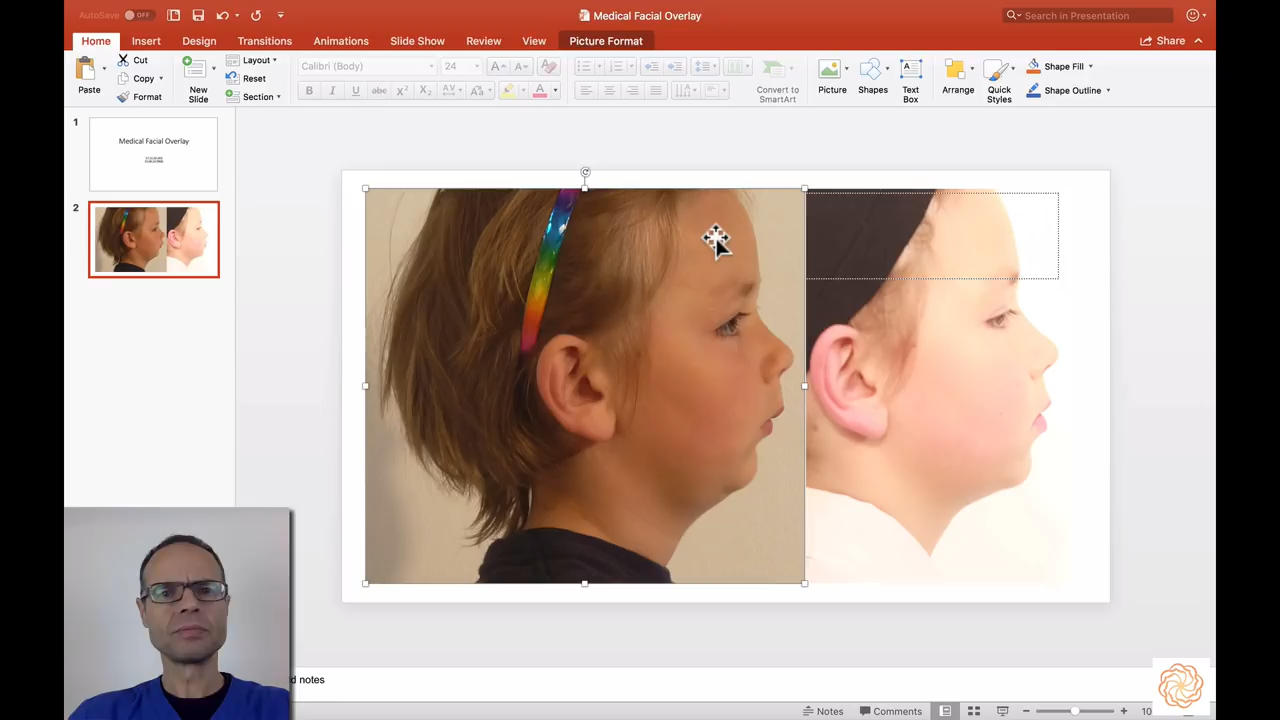 AutoSave OFF
Medical Facial Overlay
Search in Presentation
Home Insert Design Transitions Animations Slide Show Review View Picture Format
Share
Paste
Cut
Copy
Format
New
Slide
Layout
Reset
Section
Calibri (Body)
24
Convert to
SmartArt
Picture
Shapes
Text
Box
Arrange
Quick
Styles
Shape Fill
Shape Outline
1
Medical Facial Overlay
2
Notes
Comments